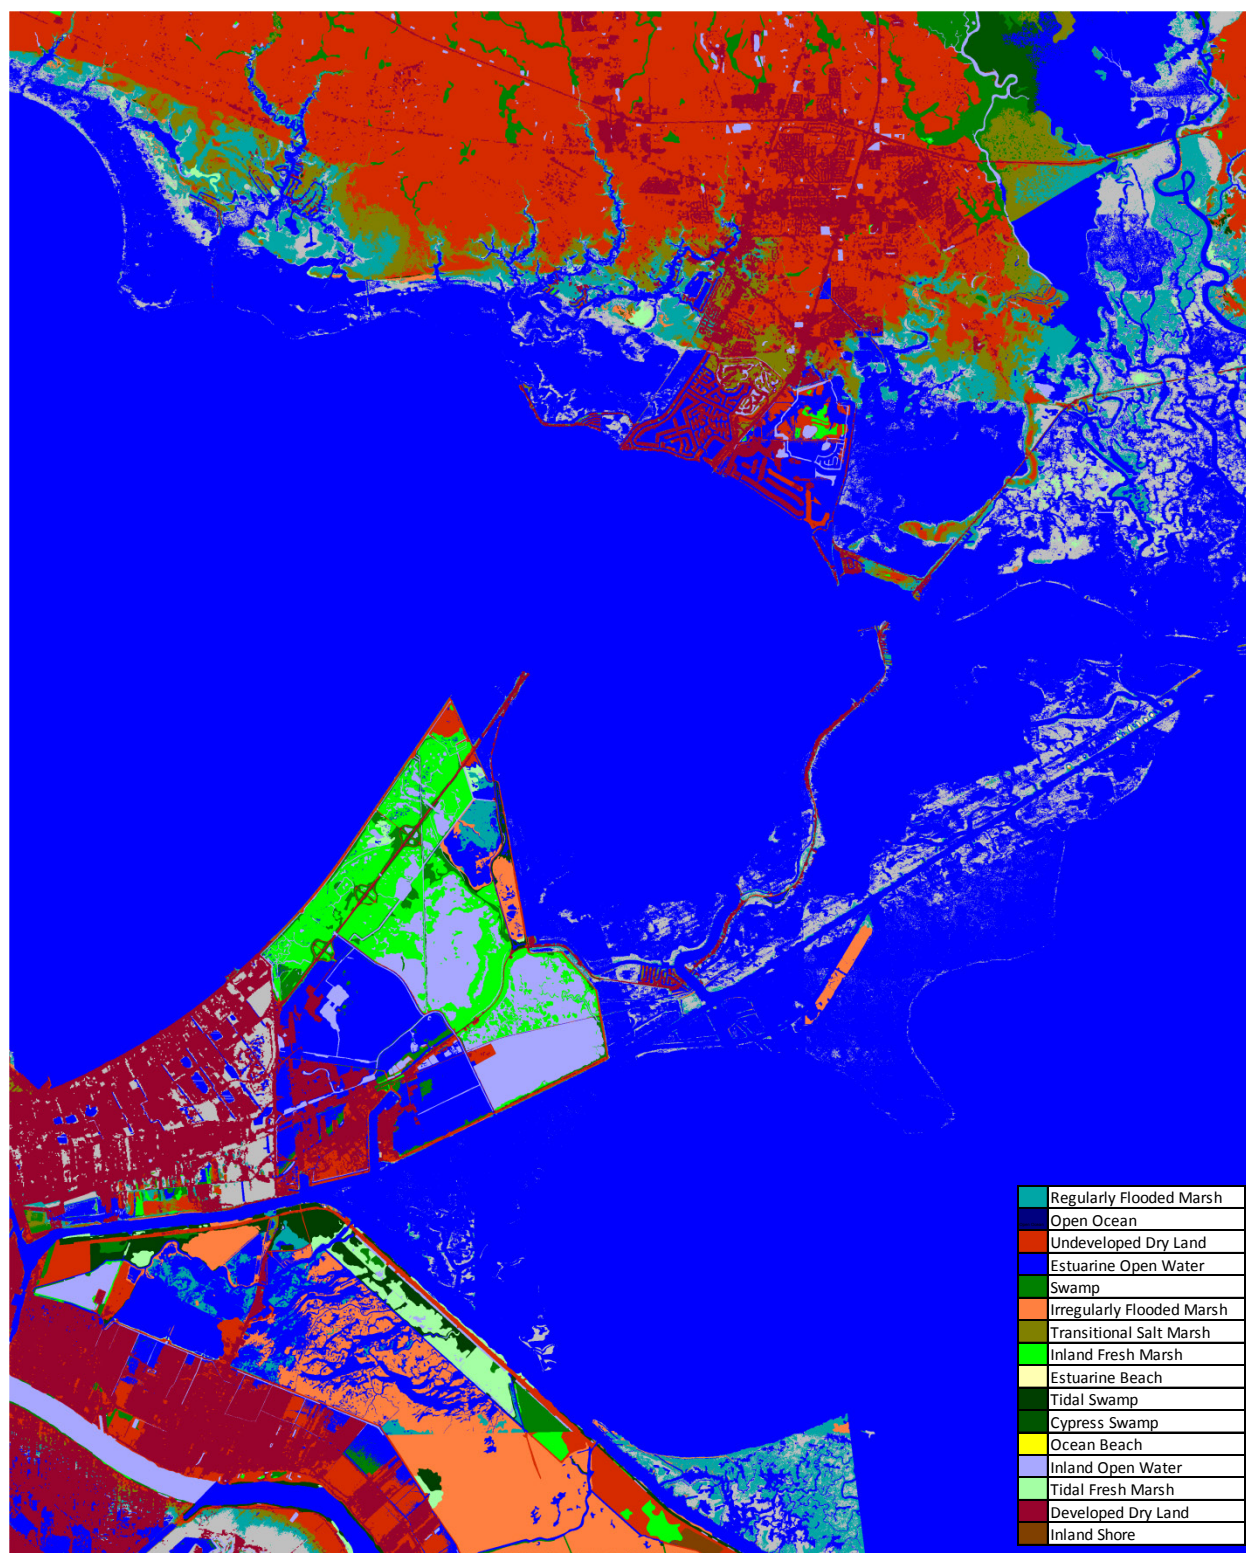 Regularly Flooded Marsh
Open Ocean
Undeveloped Dry Land
Estuarine Open Water
Swamp
Irregularly Flooded Marsh
Transitional Salt Marsh
Inland Fresh Marsh
Estuarine Beach
Tidal Swamp
Cypress Swamp
Ocean Beach
Inland Open Water
Tidal Fresh Marsh
Developed Dry Land
Inland Shore